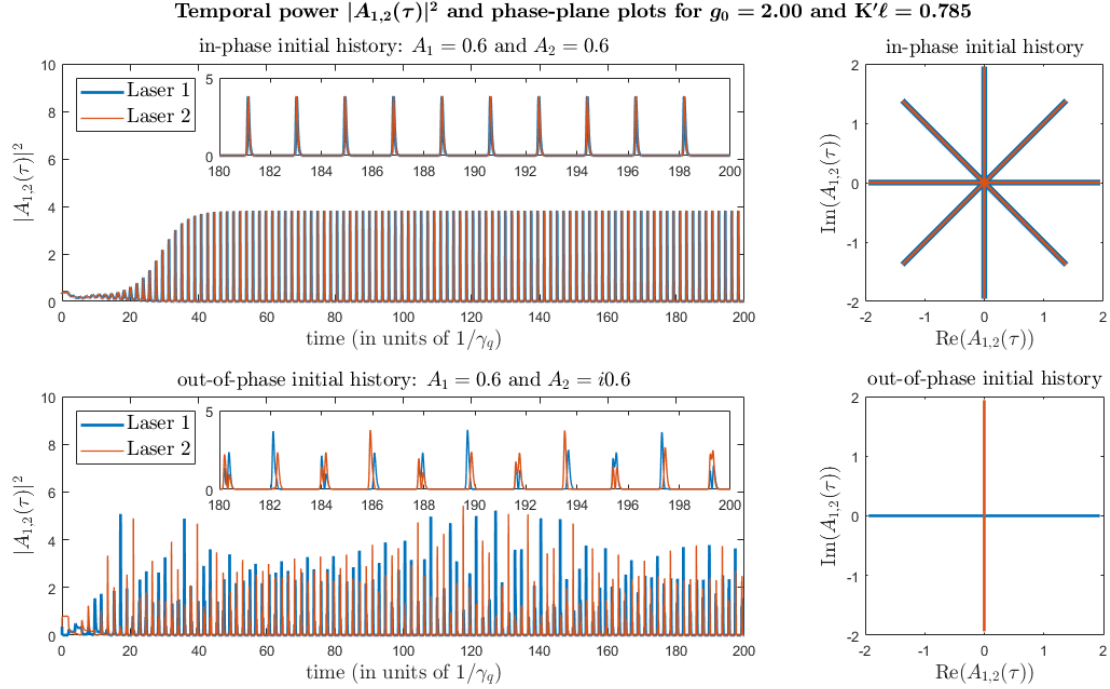 Temporal power |A₁,₂(τ)|² and phase-plane plots for g₀ = 2.00 and K′ℓ = 0.785
in-phase initial history: A₁ = 0.6 and A₂ = 0.6
|A₁,₂(τ)|²
10
8
6
4
2
0
Laser 1
Laser 2
5
0
180 182 184 186 188 190 192 194 196 198 200
0 20 40 60 80 100 120 140 160 180 200
time (in units of 1/γ_q)
in-phase initial history
Im(A₁,₂(τ))
2
1
0
-1
-2
-2 -1 0 1 2
Re(A₁,₂(τ))
out-of-phase initial history: A₁ = 0.6 and A₂ = i0.6
|A₁,₂(τ)|²
10
8
6
4
2
0
Laser 1
Laser 2
5
0
180 182 184 186 188 190 192 194 196 198 200
0 20 40 60 80 100 120 140 160 180 200
time (in units of 1/γ_q)
out-of-phase initial history
Im(A₁,₂(τ))
2
1
0
-1
-2
-2 -1 0 1 2
Re(A₁,₂(τ))